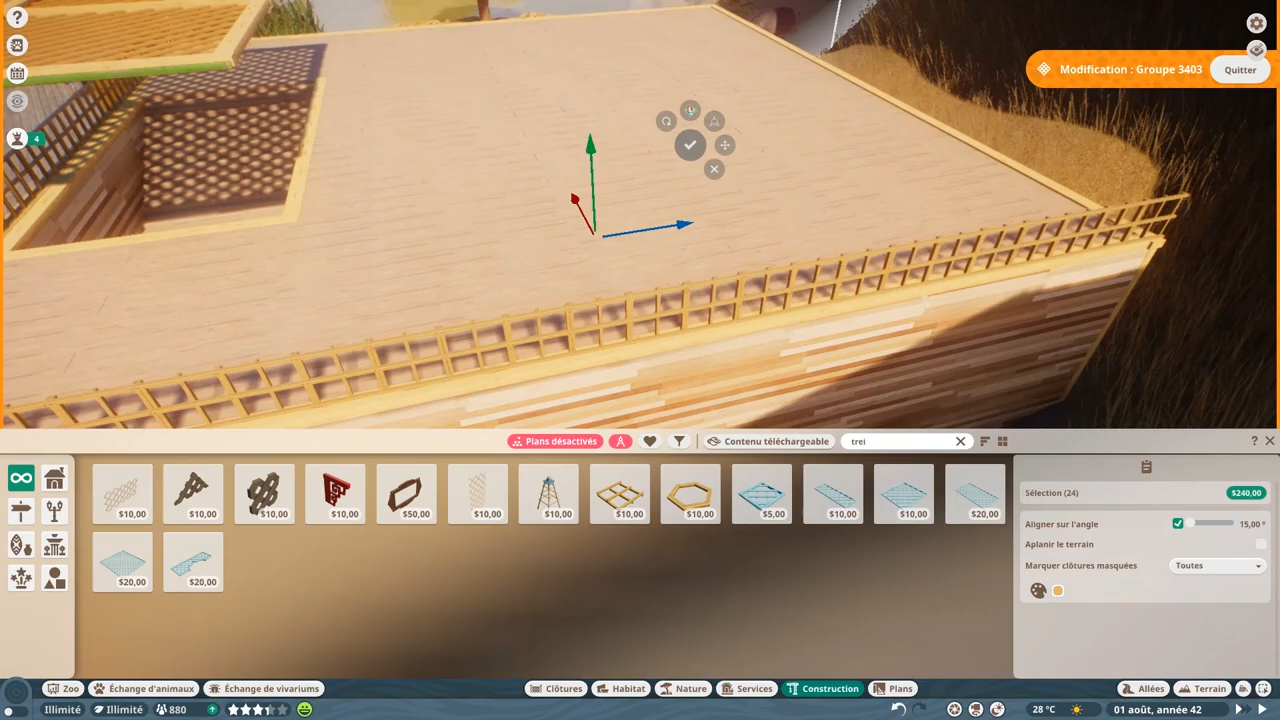 ?
4
Modification : Groupe 3403
Quitter
Plans désactivés
Contenu téléchargeable
trei
?
$10,00
$10,00
$10,00
$10,00
$50,00
$10,00
$10,00
$10,00
$10,00
$5,00
$10,00
$10,00
$20,00
$20,00
$20,00
Sélection (24)
$240,00
Aligner sur l'angle
15,00 °
Aplanir le terrain
Marquer clôtures masquées
Toutes
Zoo
Échange d'animaux
Échange de vivariums
Clôtures
Habitat
Nature
Services
Construction
Plans
Allées
Terrain
Illimité
Illimité
880
28 °C
01 août, année 42